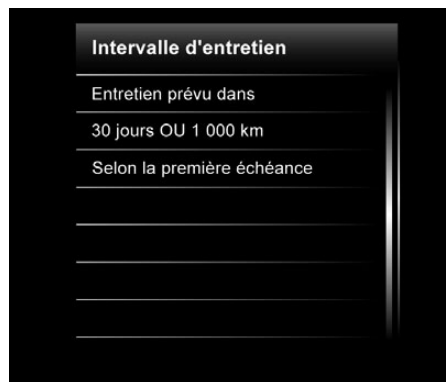 Intervalle d'entretien
Entretien prévu dans
30 jours OU 1 000 km
Selon la première échéance